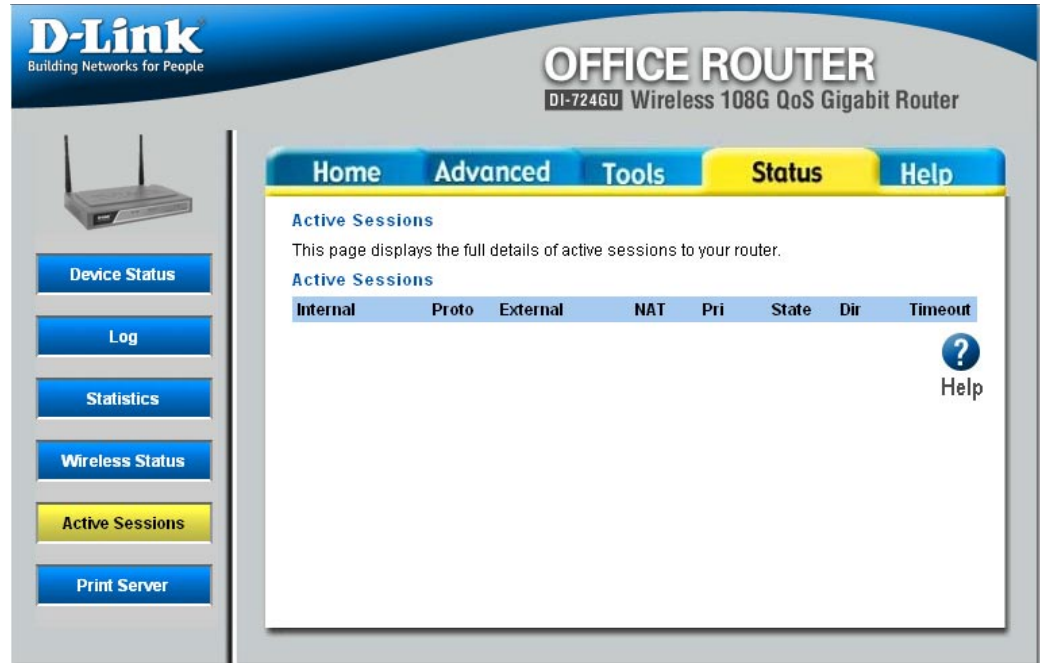 D-Link
Building Networks for People
OFFICE ROUTER
DI-724GU Wireless 108G QoS Gigabit Router
Home Advanced Tools Status Help
Device Status
Log
Statistics
Wireless Status
Active Sessions
Print Server
Active Sessions
This page displays the full details of active sessions to your router.
Active Sessions
Internal Proto External NAT Pri State Dir Timeout
?
Help